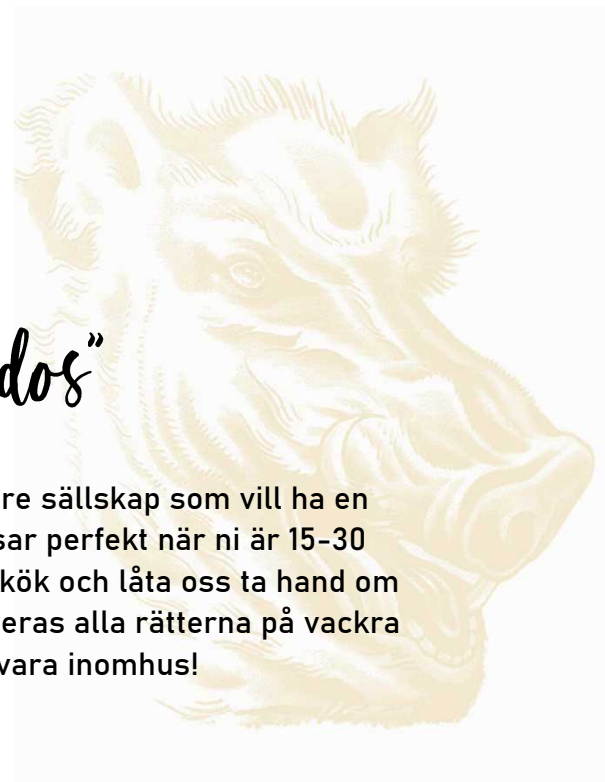 dos”
re sällskap som vill ha en
sar perfekt när ni är 15-30
kök och låta oss ta hand om
eras alla rätterna på vackra
vara inomhus!